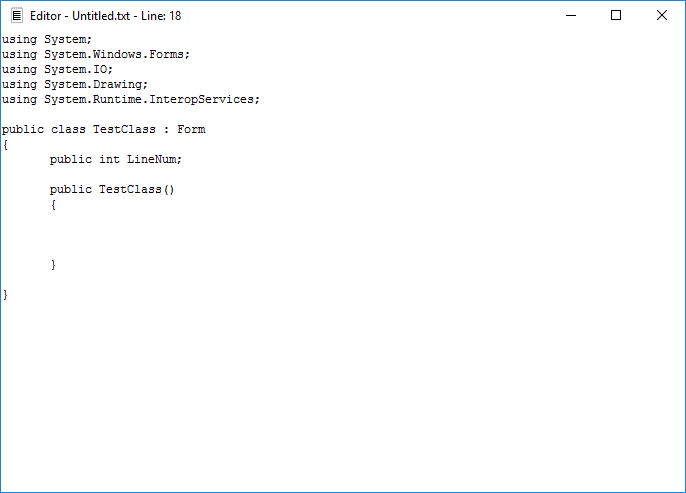 Editor - Untitled.txt - Line: 18
using System;
using System.Windows.Forms;
using System.IO;
using System.Drawing;
using System.Runtime.InteropServices;
public class TestClass : Form
{
public int LineNum;
public TestClass()
{
}
}